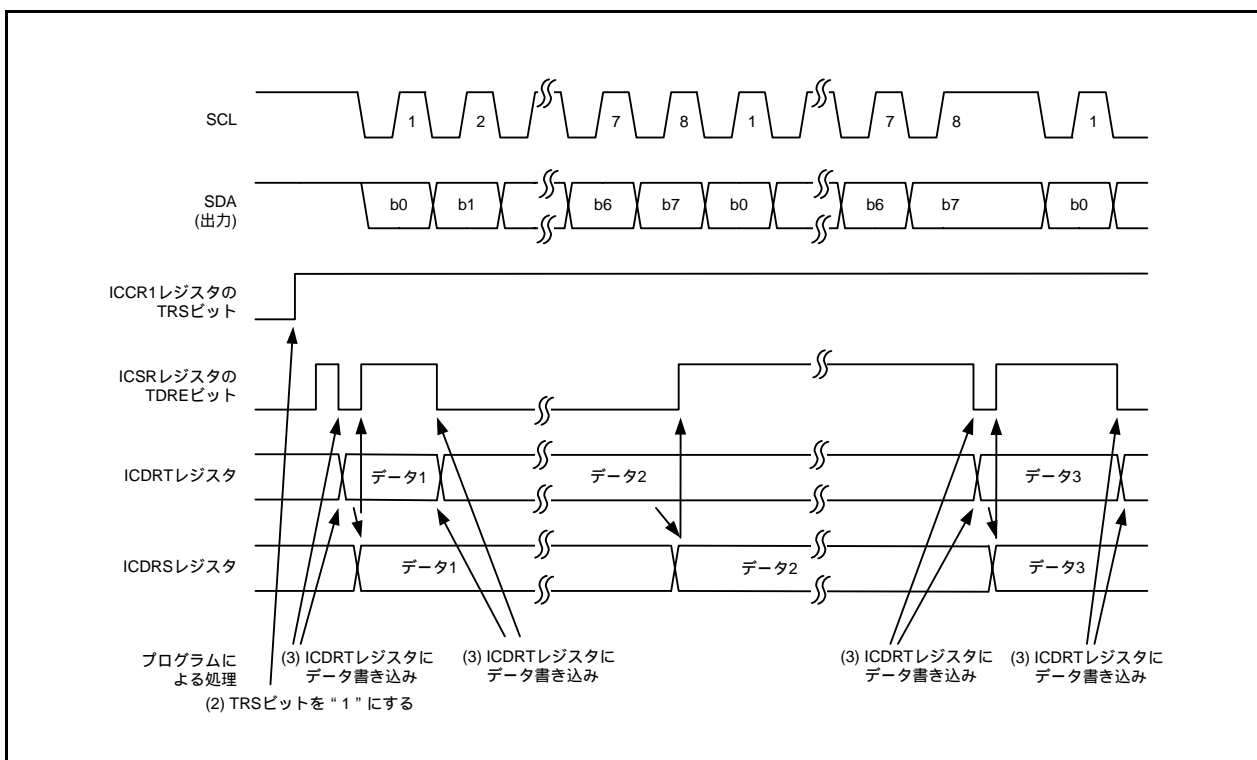 SCL
1
2
7
8
1
7
8
1
SDA
(出力)
b0
b1
b6
b7
b0
b6
b7
b0
ICCR1レジスタの
TRSビット
ICSRレジスタの
TDREビット
ICDRTレジスタ
データ1
データ2
データ3
ICDRSレジスタ
データ1
データ2
データ3
プログラムに
よる処理
(3) ICDRTレジスタに
データ書き込み
(3) ICDRTレジスタに
データ書き込み
(3) ICDRTレジスタに
データ書き込み
(3) ICDRTレジスタに
データ書き込み
(2) TRSビットを“1”にする